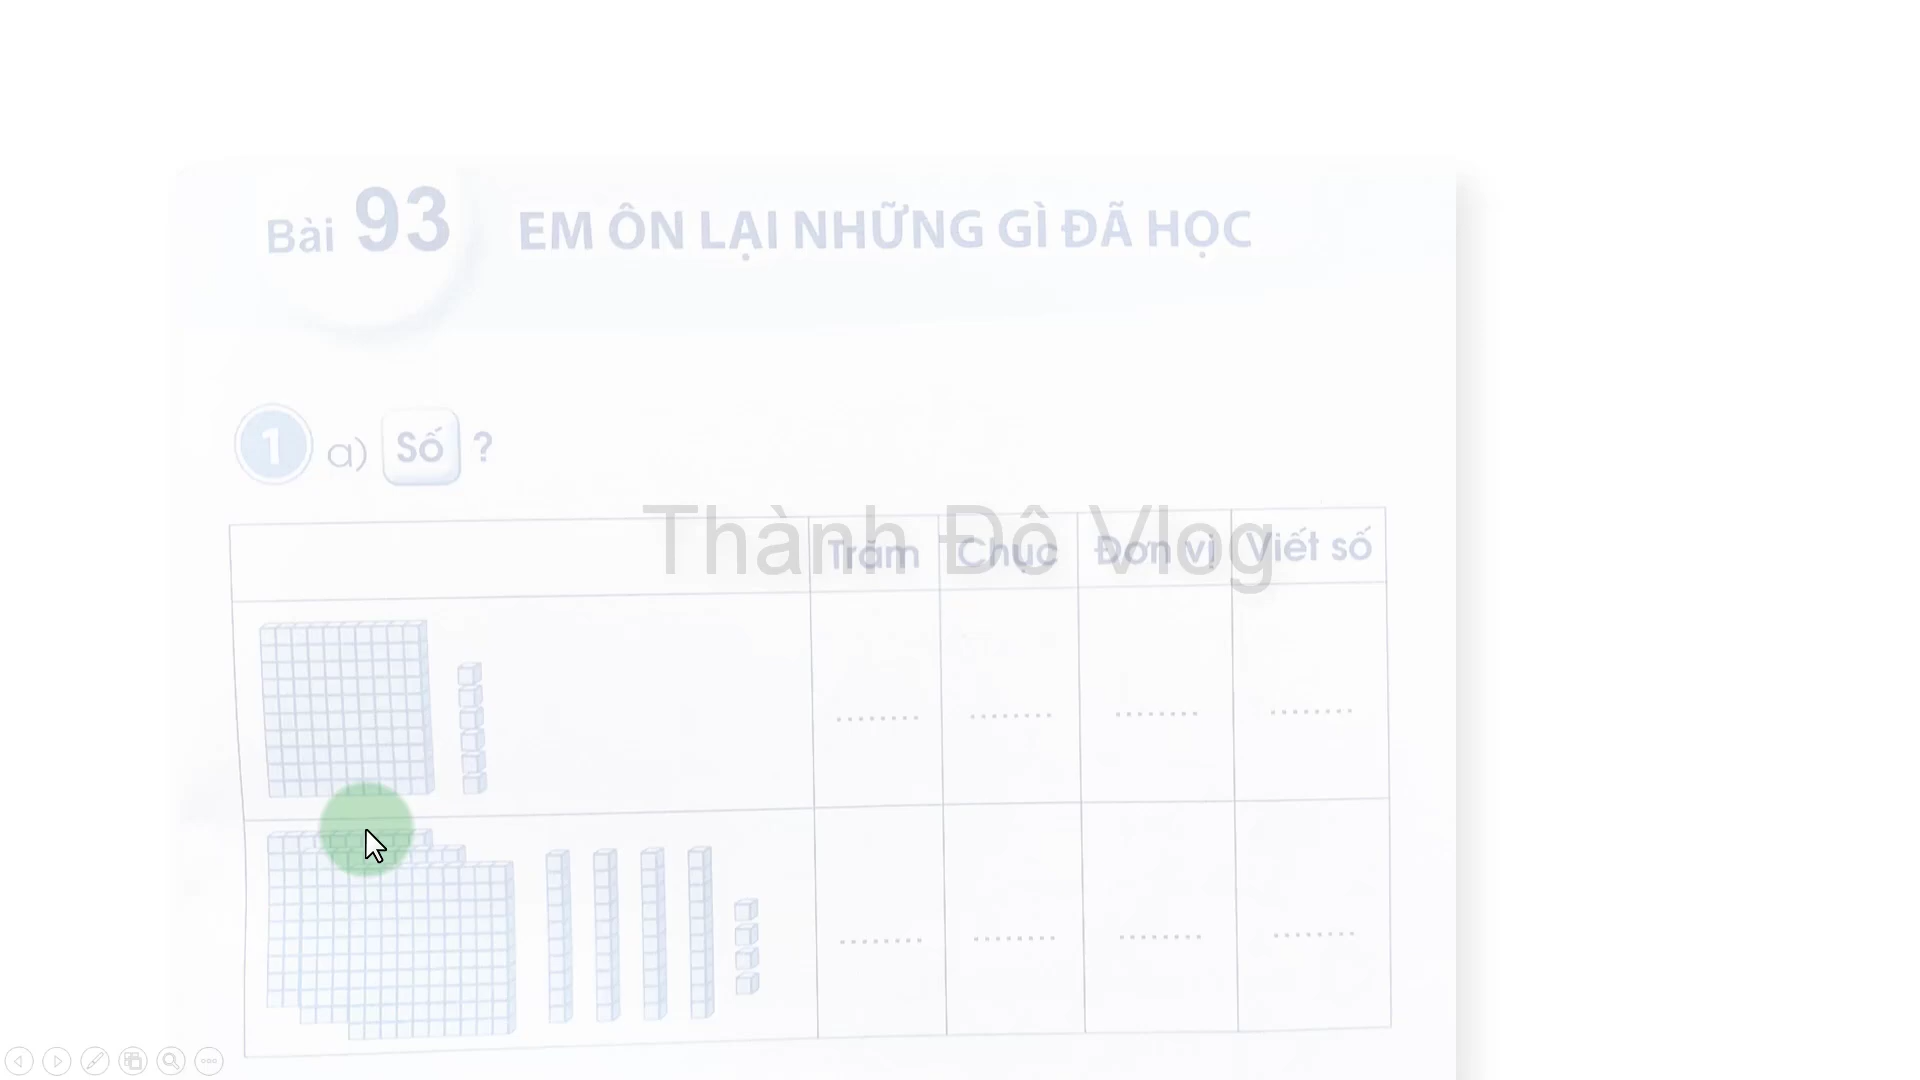 Bài 93 EM ÔN LẠI NHỮNG GÌ ĐÃ HỌC
1 a) Số ?
Thành Đô Vlog
Trăm Chục Đơn vị Viết số
........ ........ ........ ........
........ ........ ........ ........